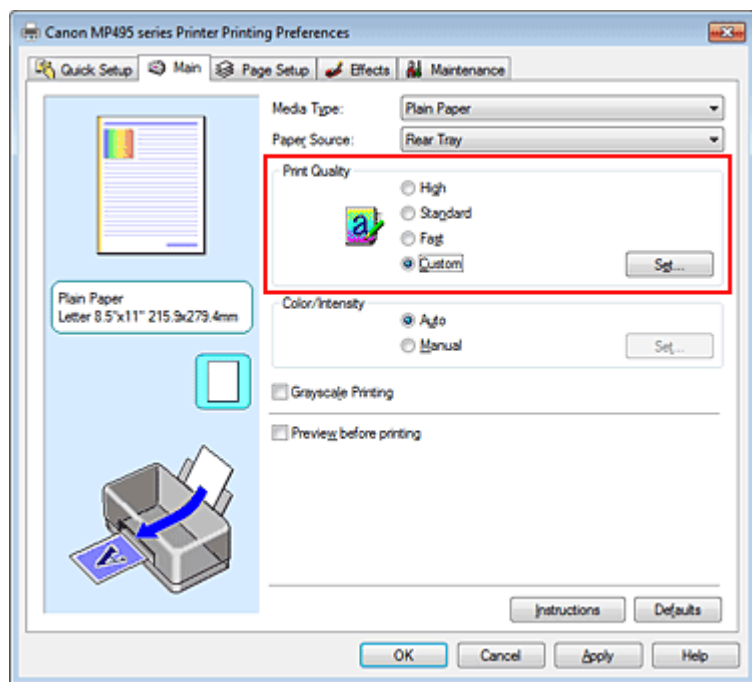 Canon MP495 series Printer Printing Preferences
Quick Setup Main Page Setup Effects Maintenance
Media Type: Plain Paper
Paper Source: Rear Tray
Print Quality
High
a Standard
Fast
Custom Set...
Plain Paper
Letter 8.5"x11" 215.9x279.4mm
Color/Intensity
Auto
Manual Set...
Grayscale Printing
Preview before printing
A
Instructions Defaults
OK Cancel Apply Help